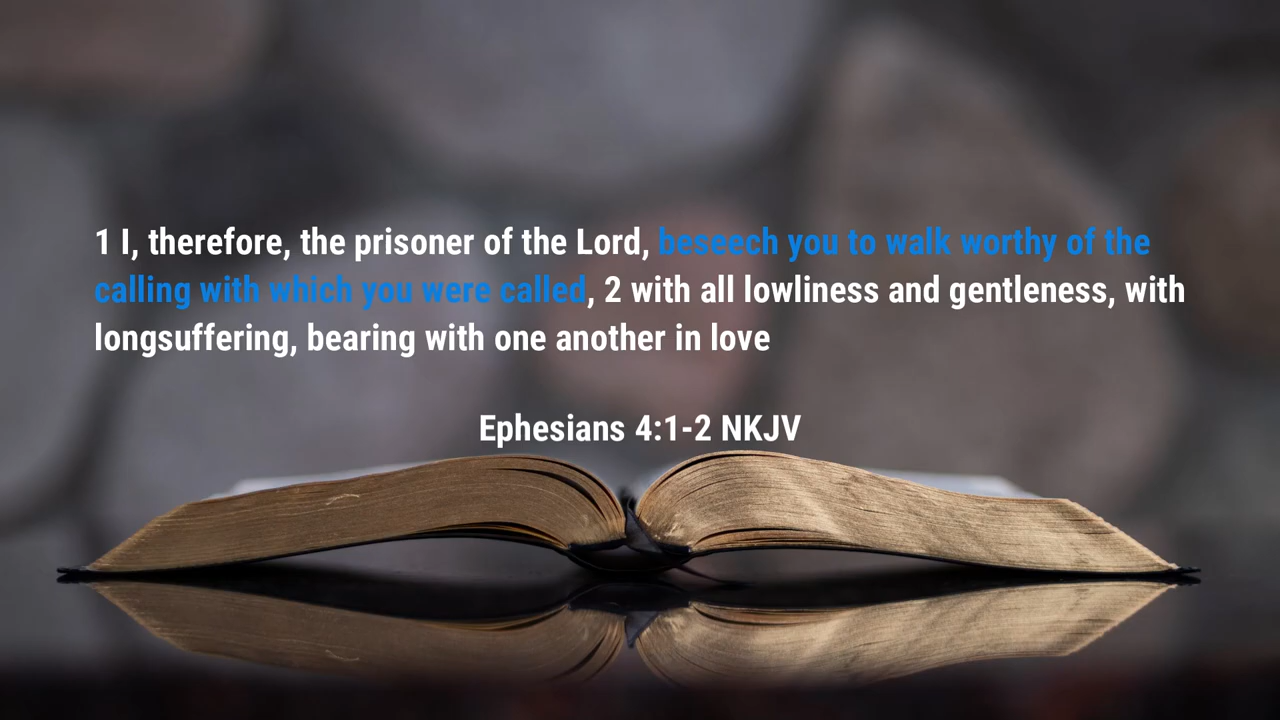 1 I, therefore, the prisoner of the Lord, beseech you to walk worthy of the
calling with which you were called, 2 with all lowliness and gentleness, with
longsuffering, bearing with one another in love
Ephesians 4:1-2 NKJV